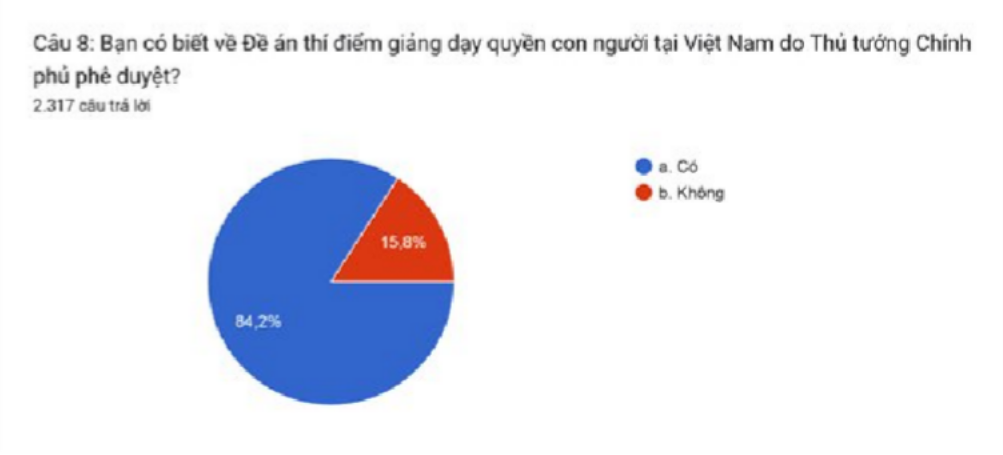 Câu 8: Bạn có biết về Đề án thí điểm giảng dạy quyền con người tại Việt Nam do Thủ tướng Chính
phủ phê duyệt?
2.317 câu trả lời
a. Có
b. Không
15,8%
84,2%